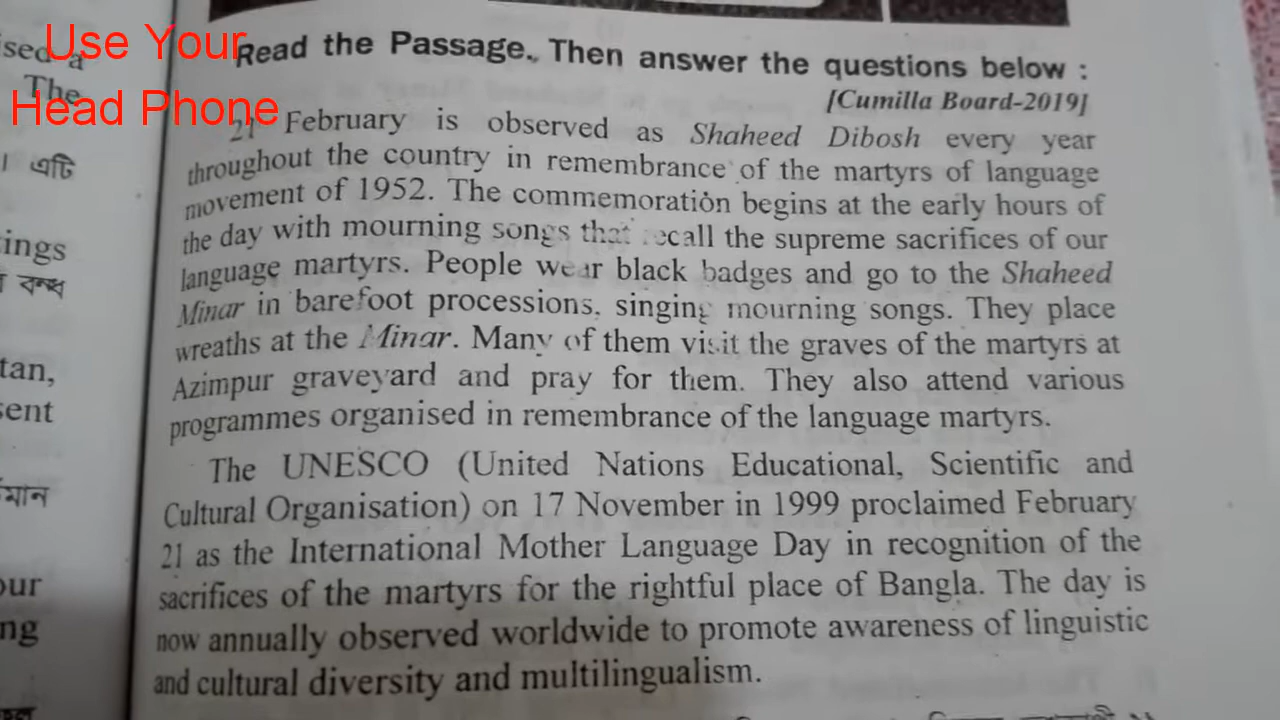 Use Your
Head Phone
Read the Passage. Then answer the questions below :
[Cumilla Board-2019]
21 February is observed as Shaheed Dibosh every year
throughout the country in remembrance of the martyrs of language
movement of 1952. The commemoration begins at the early hours of
the day with mourning songs that recall the supreme sacrifices of our
language martyrs. People wear black badges and go to the Shaheed
Minar in barefoot processions, singing mourning songs. They place
wreaths at the Minar. Many of them visit the graves of the martyrs at
Azimpur graveyard and pray for them. They also attend various
programmes organised in remembrance of the language martyrs.
The UNESCO (United Nations Educational, Scientific and
Cultural Organisation) on 17 November in 1999 proclaimed February
21 as the International Mother Language Day in recognition of the
sacrifices of the martyrs for the rightful place of Bangla. The day is
now annually observed worldwide to promote awareness of linguistic
and cultural diversity and multilingualism.
The
। এটি
ings
বন্ধ
tan,
sent
our
ng